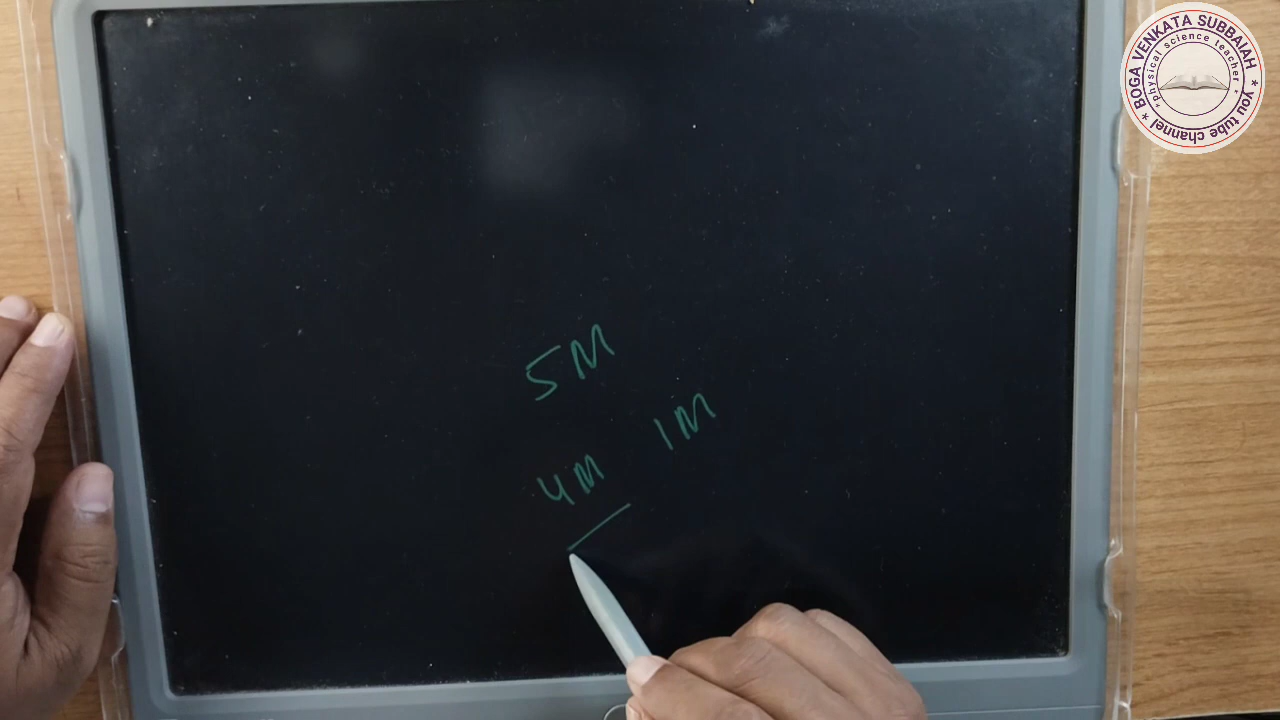 5M
1M
4M
* BOGA VENKATA SUBBAIAH * You tube channel
* Physical science teacher *